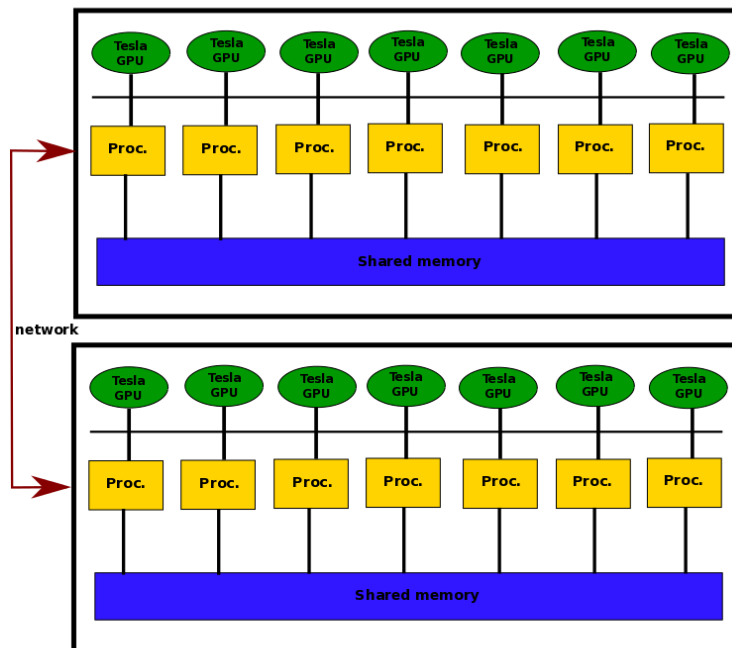 Tesla
GPU
Tesla
GPU
Tesla
GPU
Tesla
GPU
Tesla
GPU
Tesla
GPU
Tesla
GPU
Proc.
Proc.
Proc.
Proc.
Proc.
Proc.
Proc.
Shared memory
network
Tesla
GPU
Tesla
GPU
Tesla
GPU
Tesla
GPU
Tesla
GPU
Tesla
GPU
Tesla
GPU
Proc.
Proc.
Proc.
Proc.
Proc.
Proc.
Proc.
Shared memory